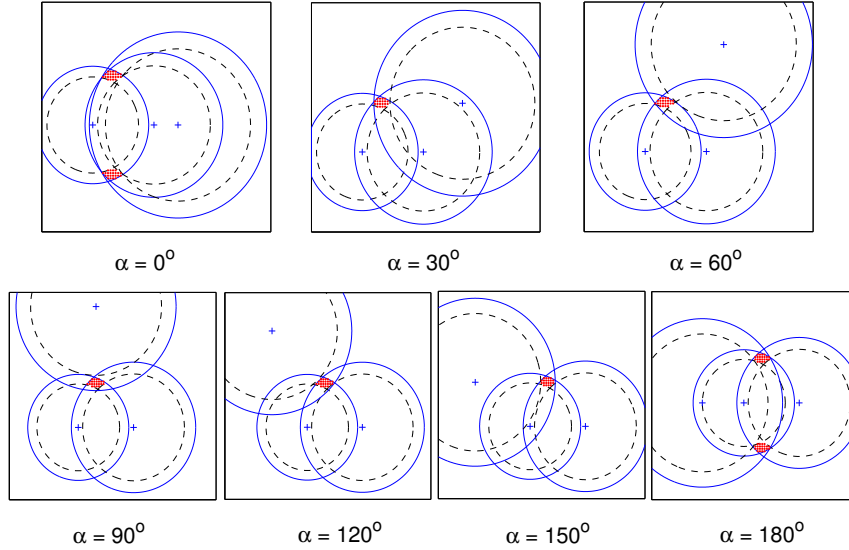 α = 0°
α = 30°
α = 60°
α = 90°
α = 120°
α = 150°
α = 180°